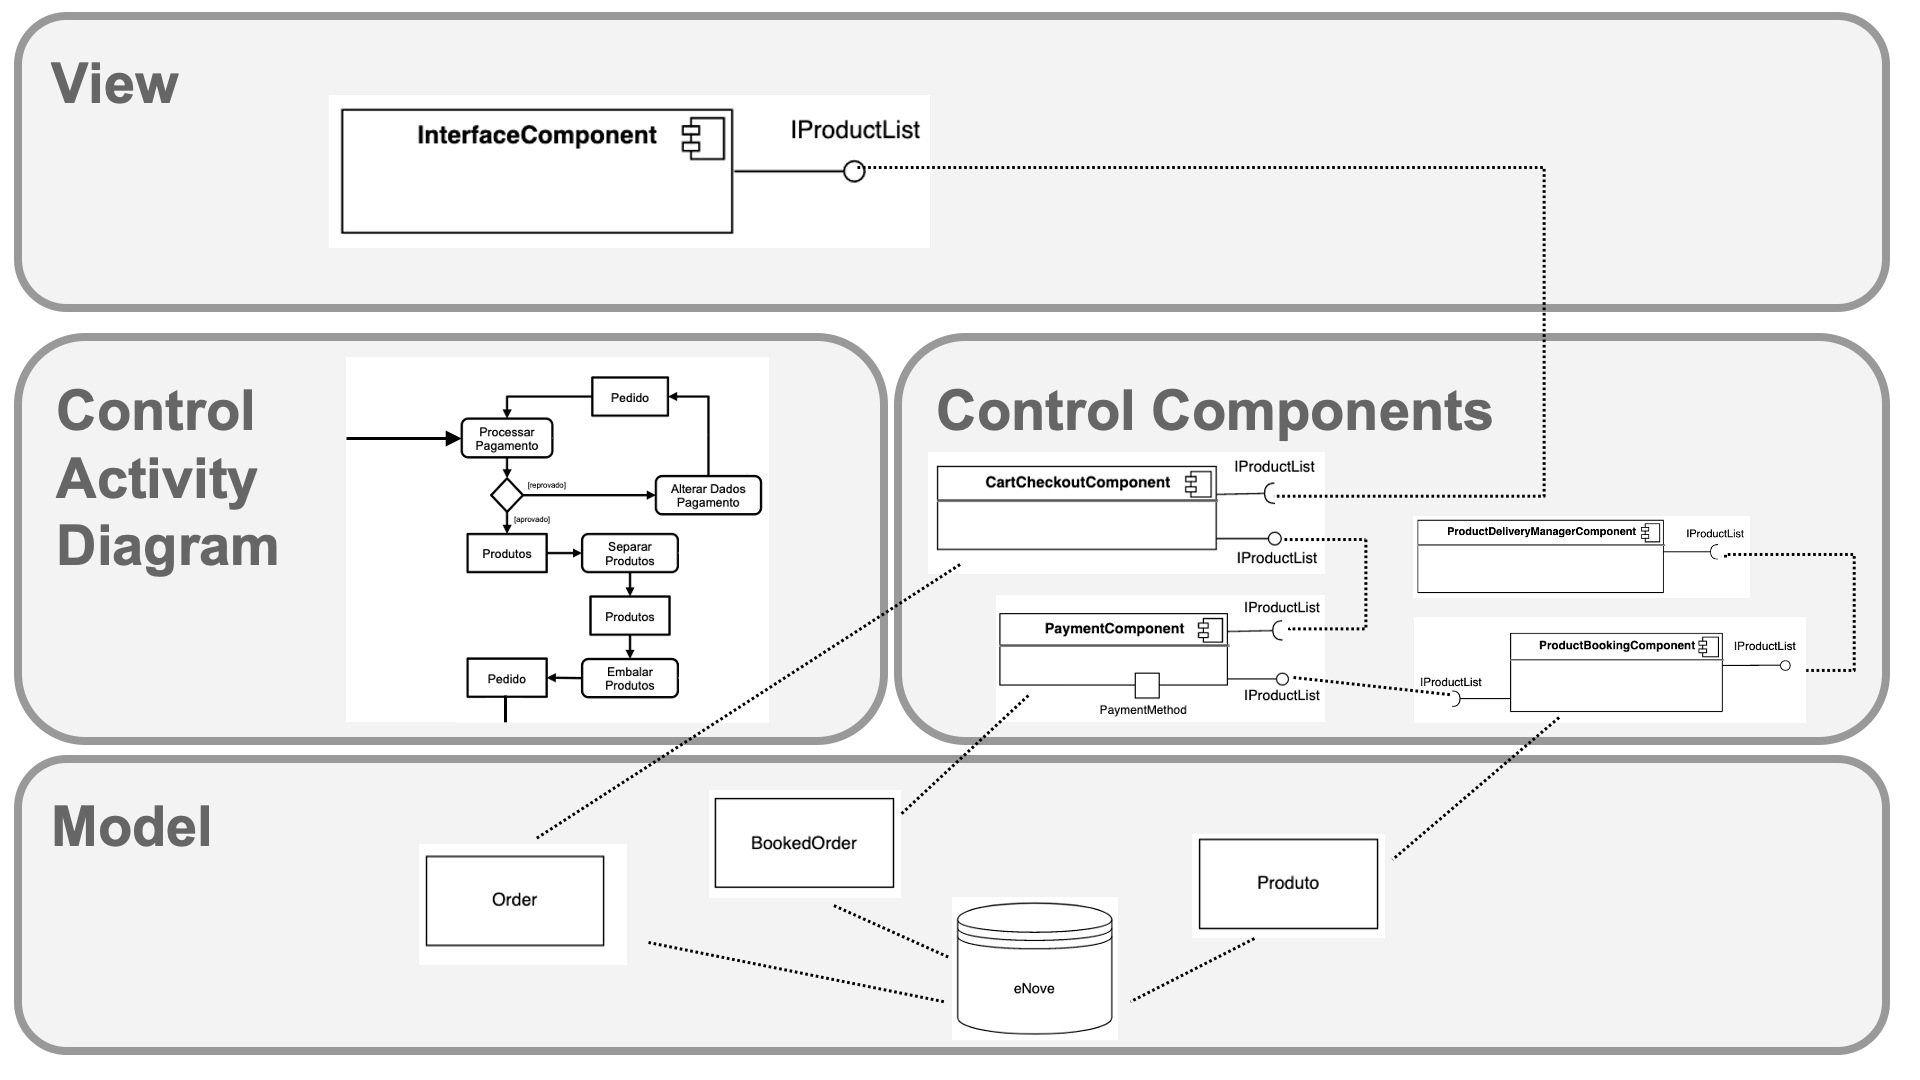 View
InterfaceComponent
IProductList
Control
Activity
Diagram
Pedido
Processar
Pagamento
[reprovado]
Alterar Dados
Pagamento
[aprovado]
Produtos
Separar
Produtos
Produtos
Embalar
Produtos
Pedido
Control Components
IProductList
CartCheckoutComponent
IProductList
ProductDeliveryManagerComponent
IProductList
IProductList
PaymentComponent
IProductList
PaymentMethod
ProductBookingComponent
IProductList
IProductList
Model
Order
BookedOrder
Produto
eNove